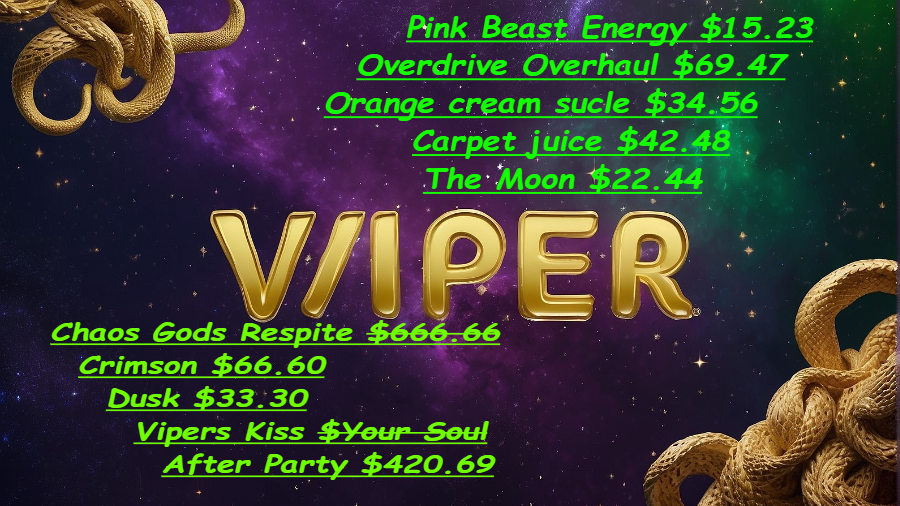 Pink Beast Energy $15.23
Overdrive Overhaul $69.47
Orange cream sucle $34.56
Carpet juice $42.48
The Moon $22.44
VIPER
Chaos Gods Respite $666.66
Crimson $66.60
Dusk $33.30
Vipers Kiss $Your Soul
After Party $420.69